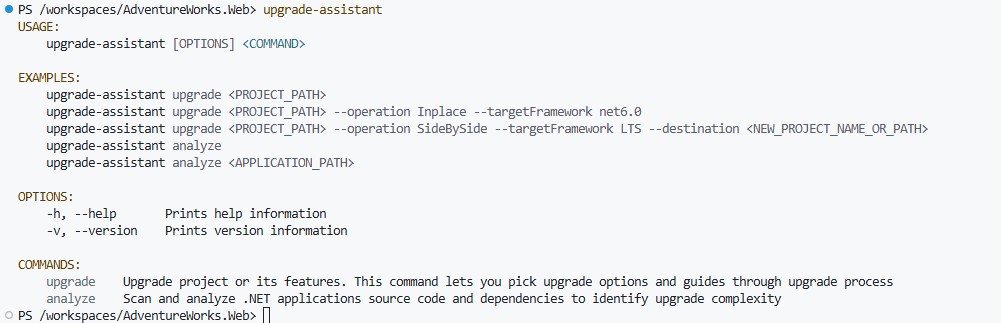 PS /workspaces/AdventureWorks.Web> upgrade-assistant
USAGE:
    upgrade-assistant [OPTIONS] <COMMAND>

EXAMPLES:
    upgrade-assistant upgrade <PROJECT_PATH>
    upgrade-assistant upgrade <PROJECT_PATH> --operation Inplace --targetFramework net6.0
    upgrade-assistant upgrade <PROJECT_PATH> --operation SideBySide --targetFramework LTS --destination <NEW_PROJECT_NAME_OR_PATH>
    upgrade-assistant analyze
    upgrade-assistant analyze <APPLICATION_PATH>

OPTIONS:
    -h, --help       Prints help information
    -v, --version    Prints version information

COMMANDS:
    upgrade    Upgrade project or its features. This command lets you pick upgrade options and guides through upgrade process
    analyze    Scan and analyze .NET applications source code and dependencies to identify upgrade complexity
PS /workspaces/AdventureWorks.Web>